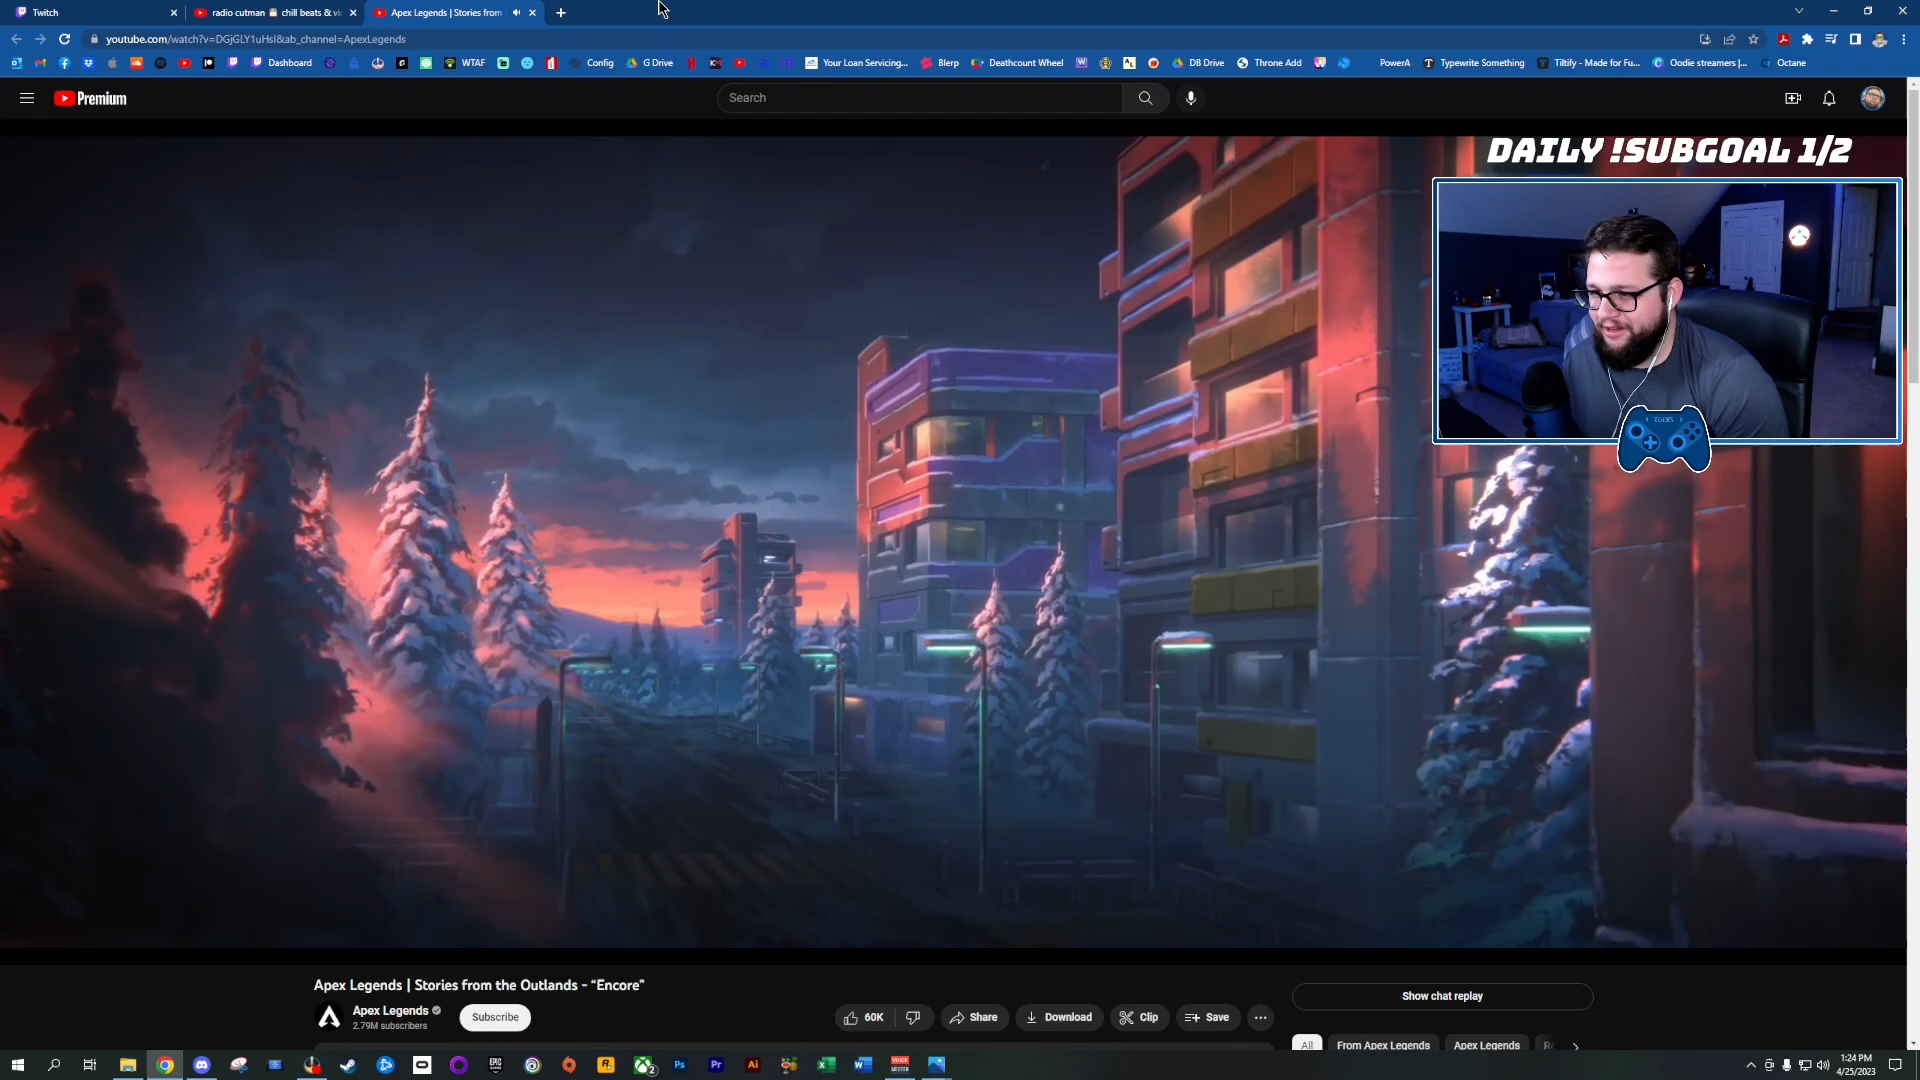 Twitch
radio cutman 💾 chill beats & vi
Apex Legends | Stories from
youtube.com/watch?v=DGjGLY1uHsI&ab_channel=ApexLegends
Dashboard
WTAF
Config
G Drive
Your Loan Servicing...
Blerp
Deathcount Wheel
DB Drive
Throne Add
PowerA
Typewrite Something
Tiltify - Made for Fu...
Oodie streamers |...
Octane
Premium
Search
DAILY !SUBGOAL 1/2
Apex Legends | Stories from the Outlands - “Encore”
Apex Legends
2.79M subscribers
Subscribe
60K
Share
Download
Clip
Save
Show chat replay
All
From Apex Legends
Apex Legends
1:24 PM
4/25/2023